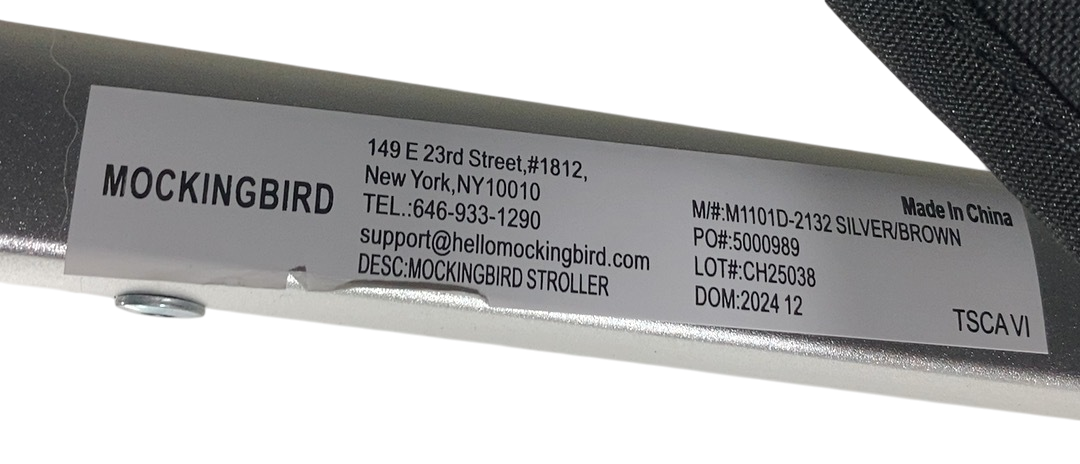 MOCKINGBIRD
149 E 23rd Street,#1812,
New York,NY10010
TEL.:646-933-1290
support@hellomockingbird.com
DESC:MOCKINGBIRD STROLLER
Made In China
M/#:M1101D-2132 SILVER/BROWN
PO#:5000989
LOT#:CH25038
DOM:2024 12
TSCA VI